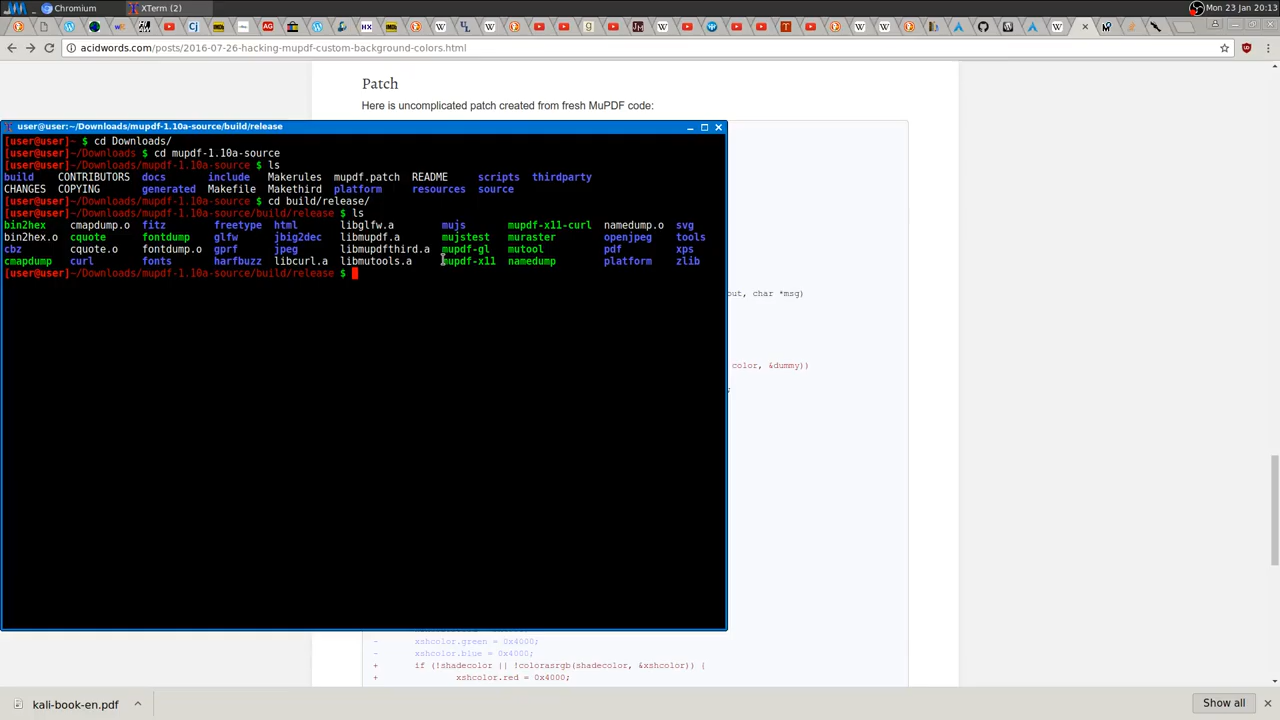 Chromium XTerm (2) Mon 23 Jan 20:13
acidwords.com/posts/2016-07-26-hacking-mupdf-custom-background-colors.html
Patch
Here is uncomplicated patch created from fresh MuPDF code:
user@user:~/Downloads/mupdf-1.10a-source/build/release
[user@user]~ $ cd Downloads/
[user@user]~/Downloads $ cd mupdf-1.10a-source
[user@user]~/Downloads/mupdf-1.10a-source $ ls
build CONTRIBUTORS docs include Makerules mupdf.patch README scripts thirdparty
CHANGES COPYING generated Makefile Makethird platform resources source
[user@user]~/Downloads/mupdf-1.10a-source $ cd build/release/
[user@user]~/Downloads/mupdf-1.10a-source/build/release $ ls
bin2hex cmapdump.o fitz freetype html libglfw.a mujs mupdf-x11-curl namedump.o svg
bin2hex.o cquote fontdump glfw jbig2dec libmupdf.a mujstest muraster openjpeg tools
cbz cquote.o fontdump.o gprf jpeg libmupdfthird.a mupdf-gl mutool pdf xps
cmapdump curl fonts harfbuzz libcurl.a libmutools.a mupdf-x11 namedump platform zlib
[user@user]~/Downloads/mupdf-1.10a-source/build/release $
out, char *msg)
color, &dummy))
;
- xshcolor.green = 0x4000;
- xshcolor.blue = 0x4000;
+ if (!shadecolor || !colorasrgb(shadecolor, &xshcolor)) {
+ xshcolor.red = 0x4000;
kali-book-en.pdf Show all